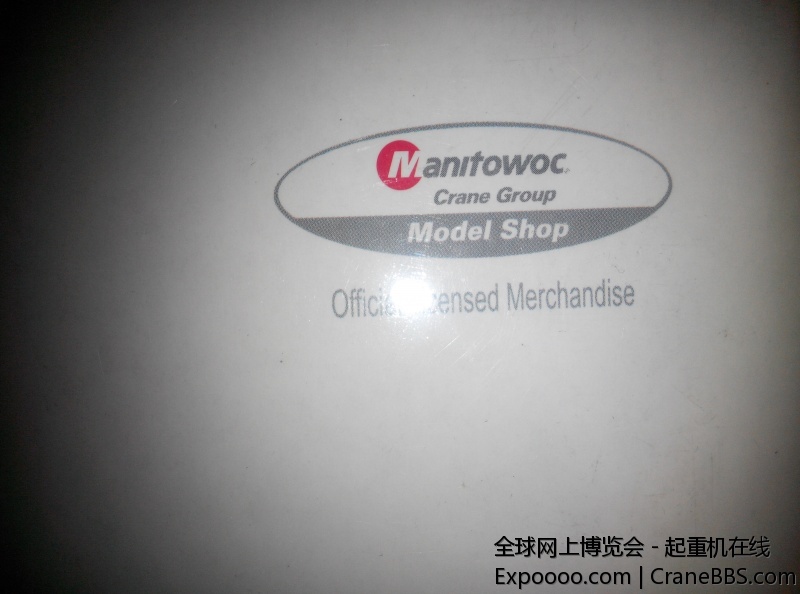 Manitowoc
Crane Group
Model Shop
Merchandise
全球网上博览会 - 起重机在线
Expoooo.com | CraneBBS.com